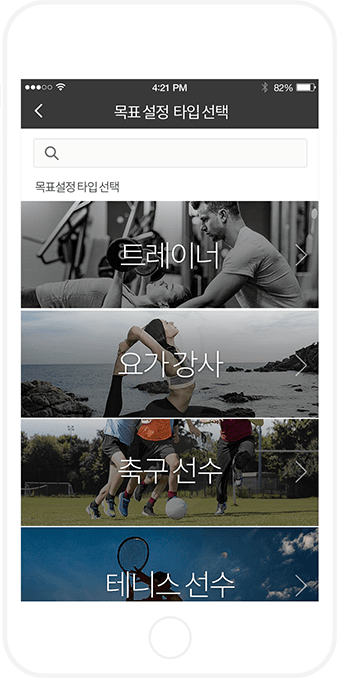 4:21 PM
82%
목표 설정 타입 선택
목표설정 타입 선택
트레이너
요가 강사
축구 선수
테니스 선수